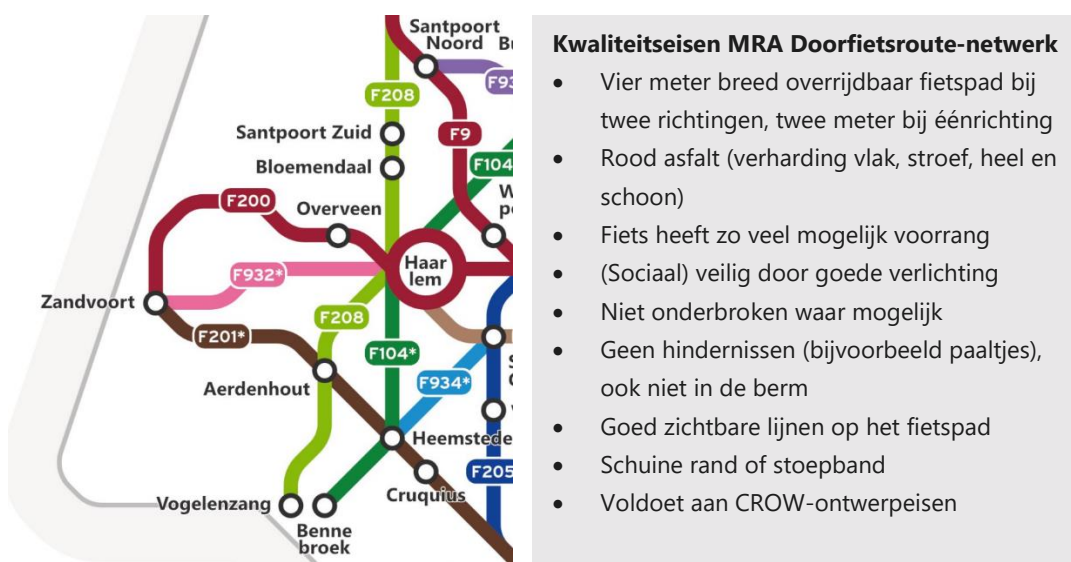 Santpoort
Noord
F208
Santpoort Zuid
F9
Bloemendaal
F104
F200
Overveen
Haar
lem
F932*
Zandvoort
F208
F201*
F104*
F934*
Aerdenhout
Heemstede
F205
Cruquius
Vogelenzang
Benne
broek
Kwaliteitseisen MRA Doorfietsroute-netwerk
• Vier meter breed overrijdbaar fietspad bij
twee richtingen, twee meter bij éénrichting
• Rood asfalt (verharding vlak, stroef, heel en
schoon)
• Fiets heeft zo veel mogelijk voorrang
• (Sociaal) veilig door goede verlichting
• Niet onderbroken waar mogelijk
• Geen hindernissen (bijvoorbeeld paaltjes),
ook niet in de berm
• Goed zichtbare lijnen op het fietspad
• Schuine rand of stoepband
• Voldoet aan CROW-ontwerpeisen